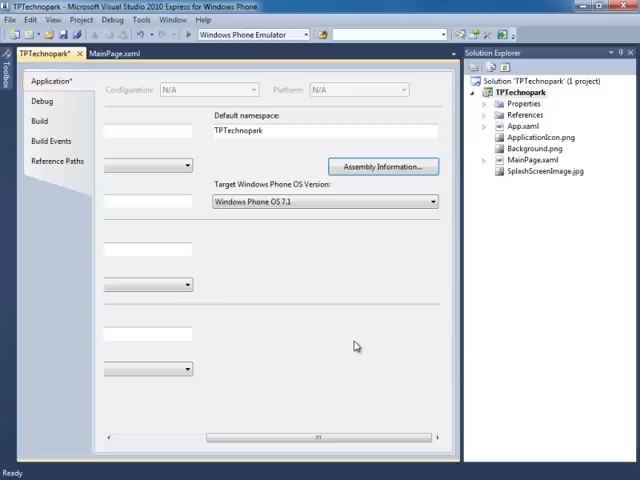 TPTechnopark* - Microsoft Visual Studio 2010 Express for Windows Phone
File Edit View Project Debug Tools Window Help
Windows Phone Emulator
TPTechnopark* MainPage.xaml
Toolbox
Application*
Debug
Build
Build Events
Reference Paths
Configuration: N/A Platform: N/A
Default namespace:
TPTechnopark
Assembly Information...
Target Windows Phone OS Version:
Windows Phone OS 7.1
Solution Explorer
Solution 'TPTechnopark' (1 project)
TPTechnopark
Properties
References
App.xaml
ApplicationIcon.png
Background.png
MainPage.xaml
SplashScreenImage.jpg
Ready